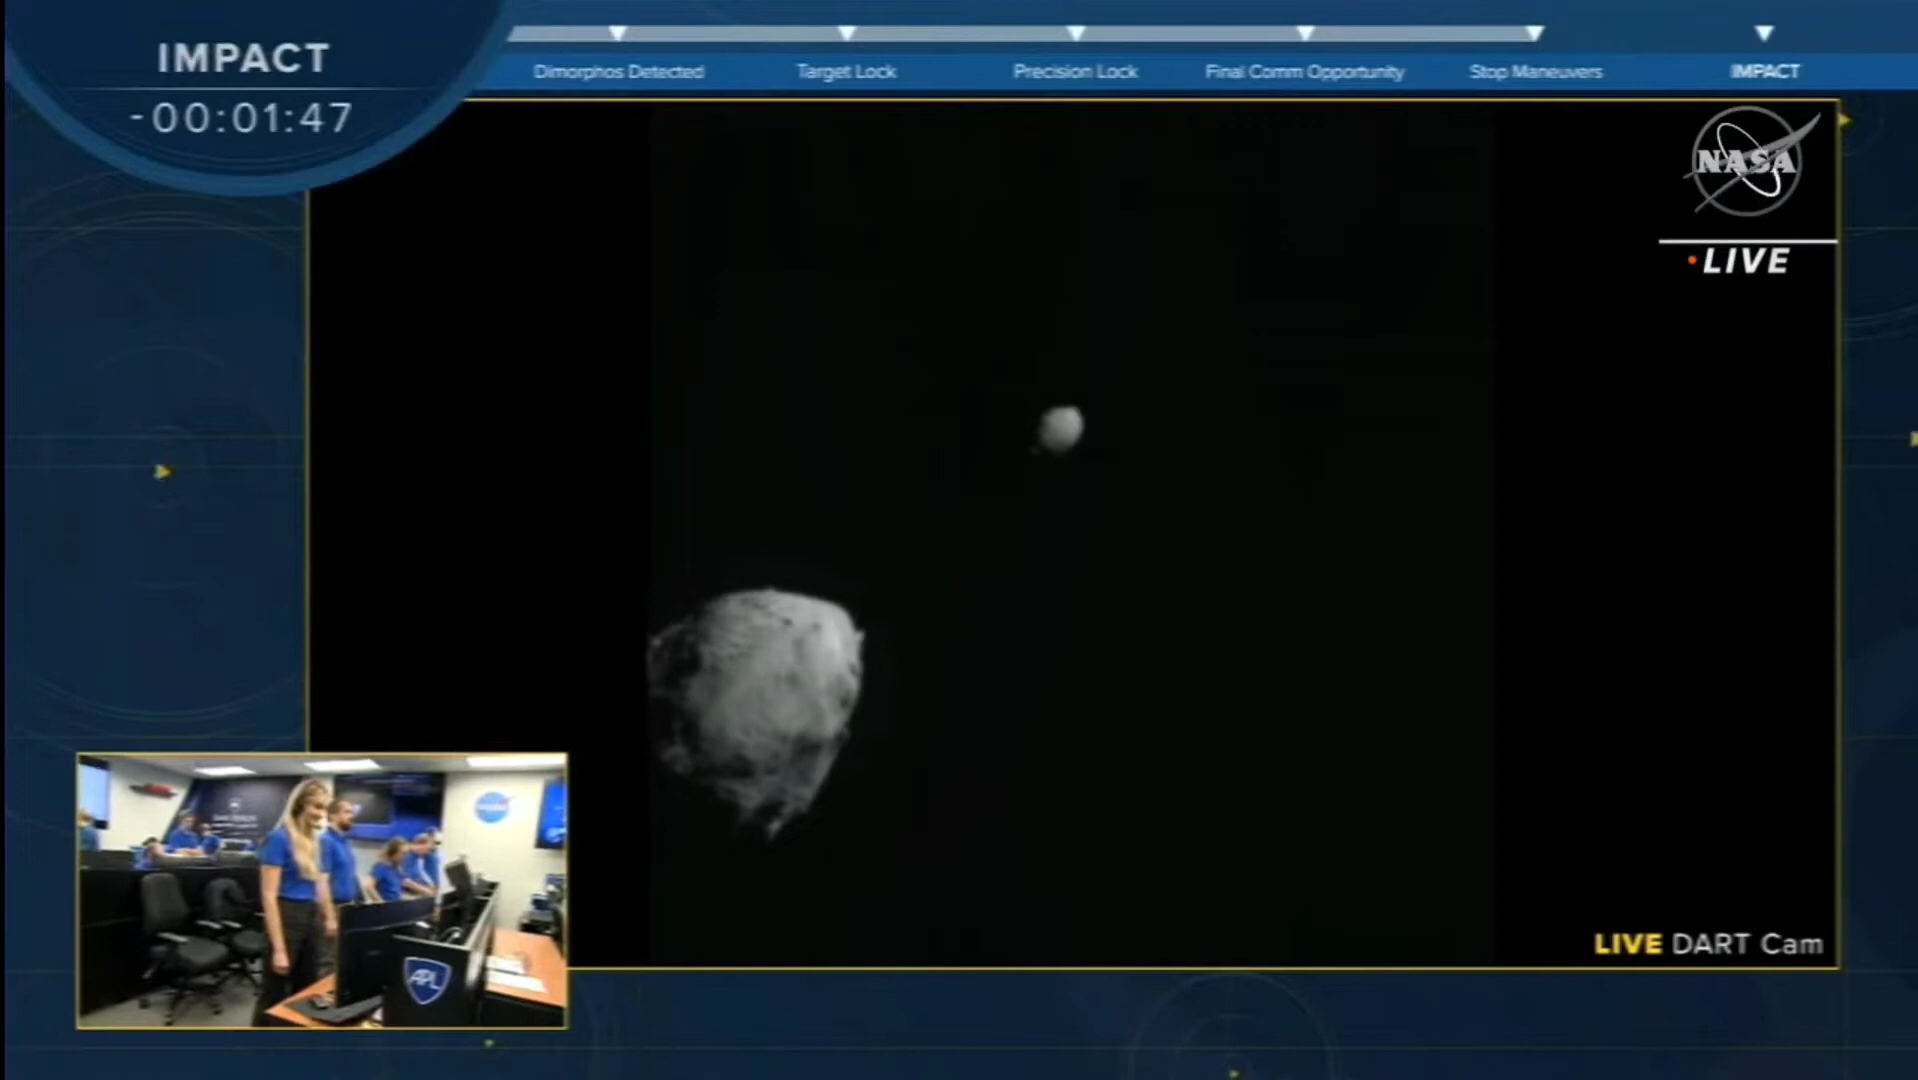 IMPACT
-00:01:47
Dimorphos Detected
Target Lock
Precision Lock
Final Comm Opportunity
Stop Maneuvers
IMPACT
NASA
LIVE
LIVE DART Cam
APL